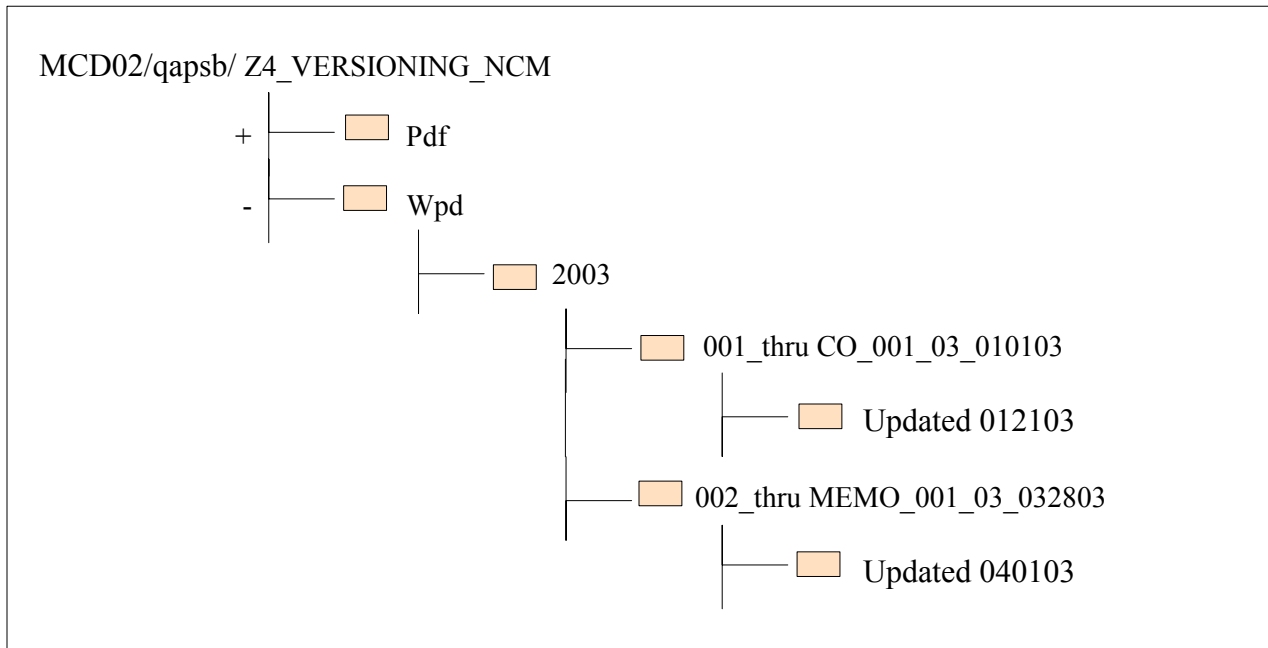 MCD02/qapsb/ Z4_VERSIONING_NCM
+ Pdf
- Wpd
2003
001_thru CO_001_03_010103
Updated 012103
002_thru MEMO_001_03_032803
Updated 040103